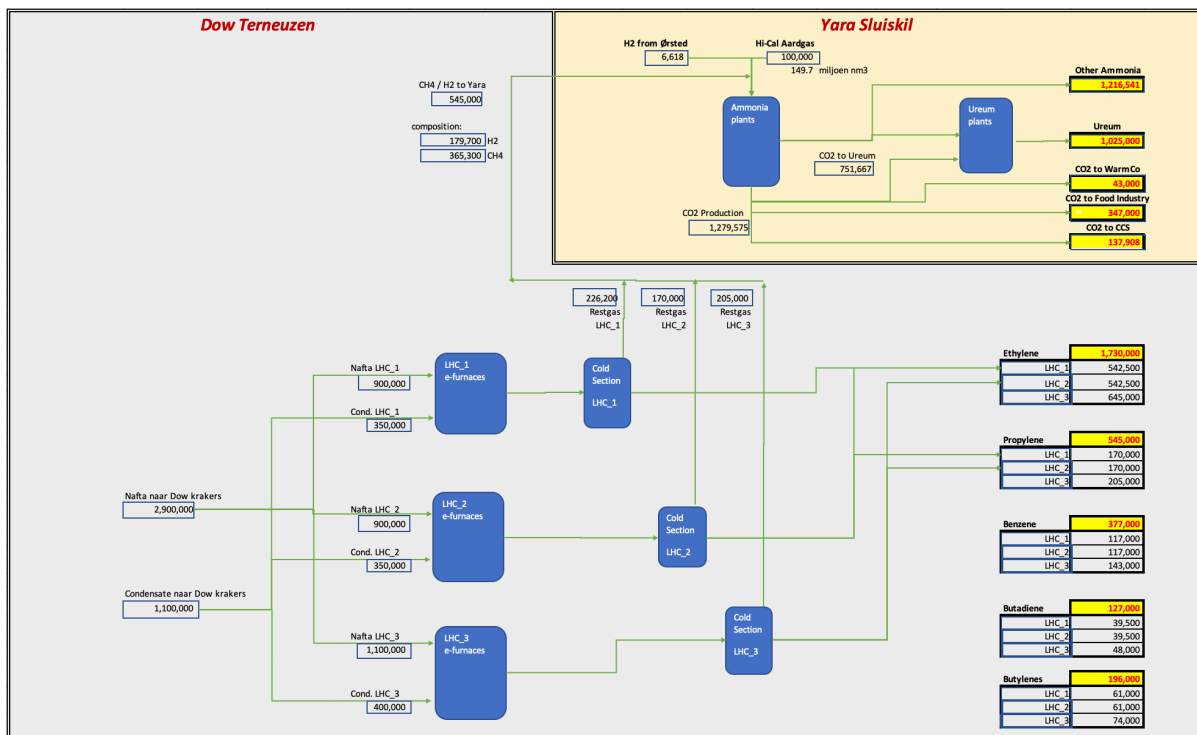 Dow Terneuzen
Yara Sluiskil
H2 from Ørsted
6,618
Hi-Cal Aardgas
100,000
149.7 miljoen nm3
CH4 / H2 to Yara
545,000
composition:
179,700 H2
365,300 CH4
Ammonia
plants
Ureum
plants
CO2 to Ureum
751,667
CO2 Production
1,279,575
Other Ammonia
1,216,541
Ureum
1,025,000
CO2 to WarmCo
43,000
CO2 to Food Industry
347,000
CO2 to CCS
137,908
226,200
Restgas
LHC_1
170,000
Restgas
LHC_2
205,000
Restgas
LHC_3
Nafta LHC_1
900,000
Cond. LHC_1
350,000
LHC_1
e-furnaces
Cold
Section
LHC_1
Nafta naar Dow krakers
2,900,000
Nafta LHC_2
900,000
Cond. LHC_2
350,000
LHC_2
e-furnaces
Cold
Section
LHC_2
Condensate naar Dow krakers
1,100,000
Nafta LHC_3
1,100,000
Cond. LHC_3
400,000
LHC_3
e-furnaces
Cold
Section
LHC_3
Ethylene 1,730,000
LHC_1 542,500
LHC_2 542,500
LHC_3 645,000
Propylene 545,000
LHC_1 170,000
LHC_2 170,000
LHC_3 205,000
Benzene 377,000
LHC_1 117,000
LHC_2 117,000
LHC_3 143,000
Butadiene 127,000
LHC_1 39,500
LHC_2 39,500
LHC_3 48,000
Butylenes 196,000
LHC_1 61,000
LHC_2 61,000
LHC_3 74,000